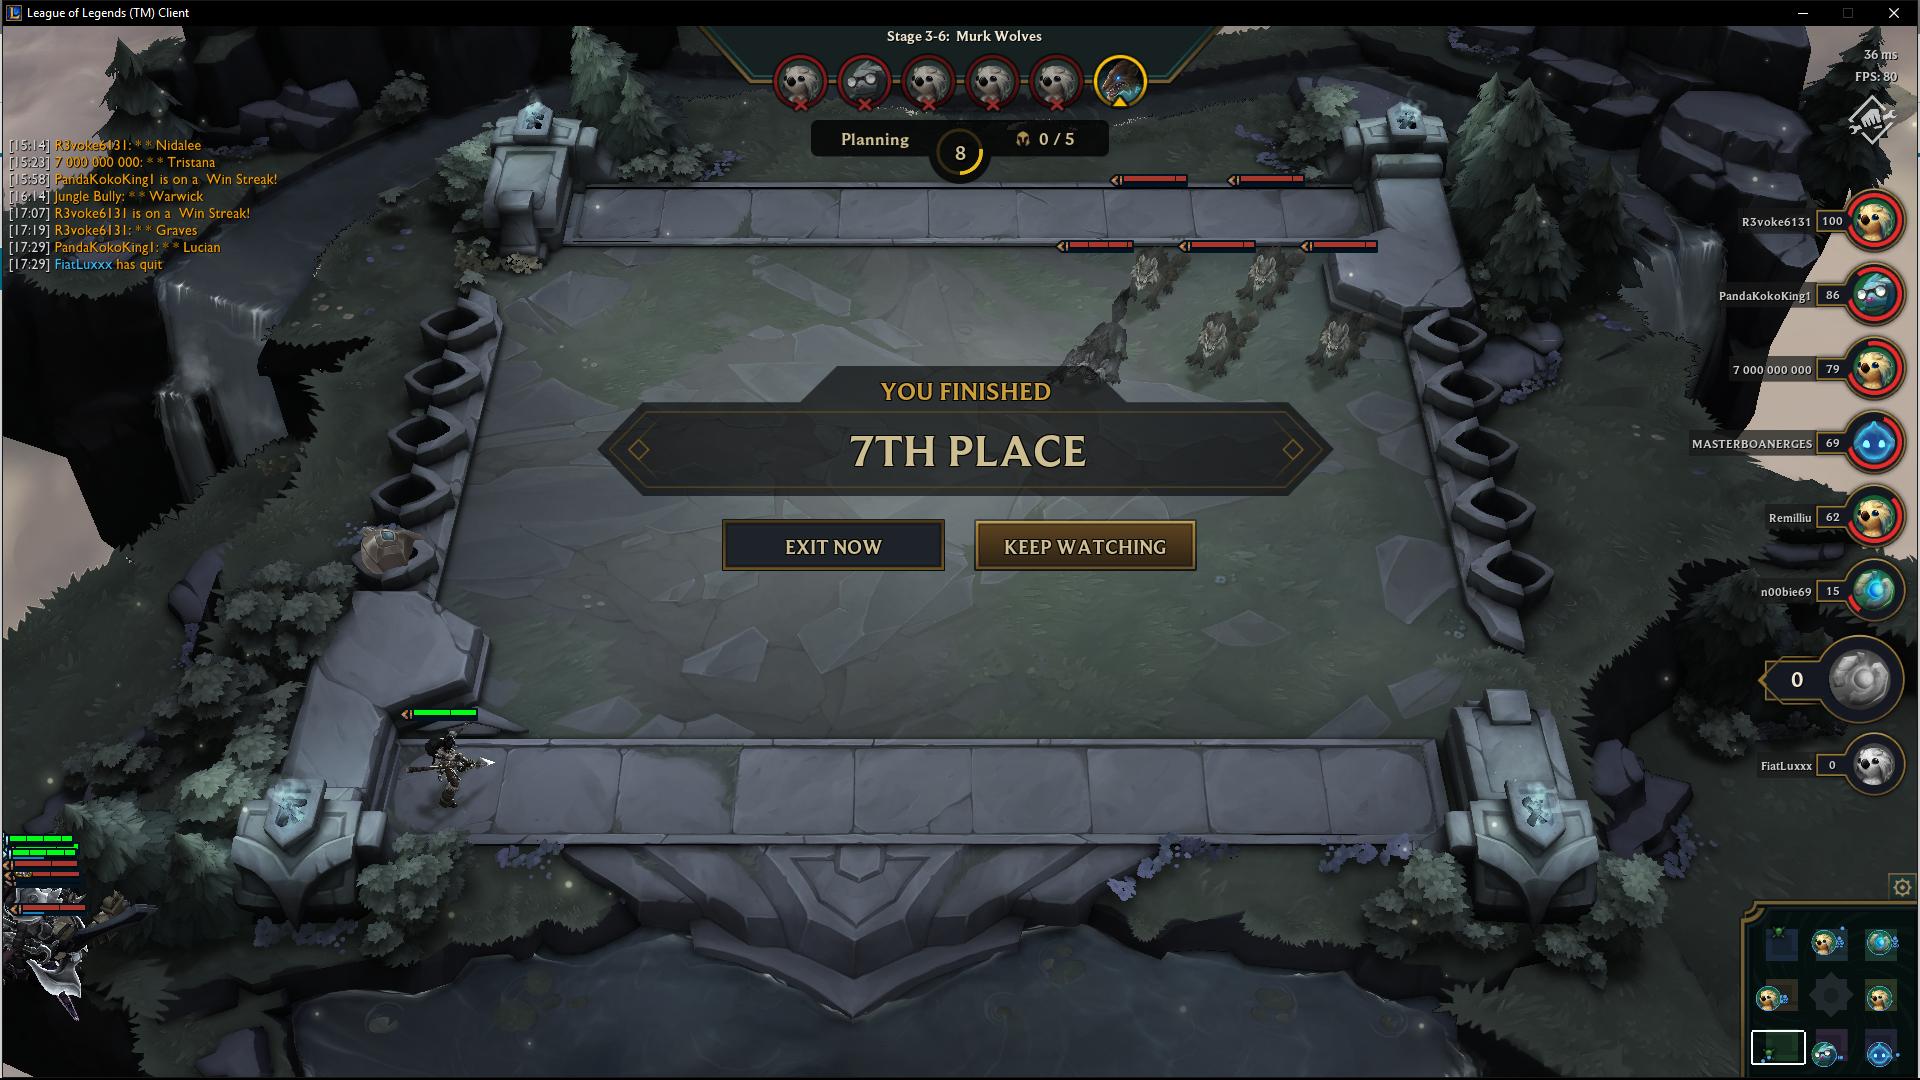 League of Legends (TM) Client
Stage 3-6: Murk Wolves
36 ms
FPS: 80
Planning
8
0 / 5
[15:14] R3voke6131: * * Nidalee
[15:23] 7 000 000 000: * * Tristana
[15:58] PandaKokoKing1 is on a Win Streak!
[16:14] Jungle Bully: * * Warwick
[17:07] R3voke6131 is on a Win Streak!
[17:19] R3voke6131: * * Graves
[17:29] PandaKokoKing1: * * Lucian
[17:29] FiatLuxxx has quit
R3voke6131 100
PandaKokoKing1 86
7 000 000 000 79
MASTERBOANERGES 69
Remilliu 62
n00bie69 15
0
FiatLuxxx 0
YOU FINISHED
7TH PLACE
EXIT NOW
KEEP WATCHING